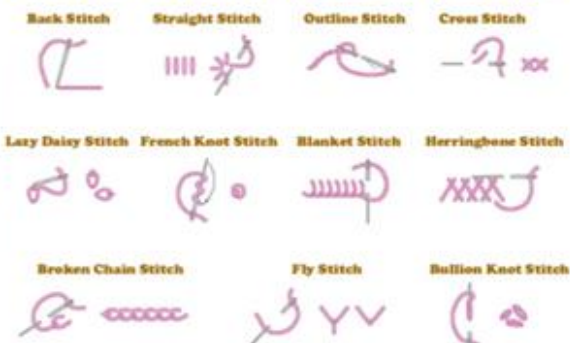 Back Stitch Straight Stitch Outline Stitch Cross Stitch
Lazy Daisy Stitch French Knot Stitch Blanket Stitch Herringbone Stitch
Broken Chain Stitch Fly Stitch Bullion Knot Stitch